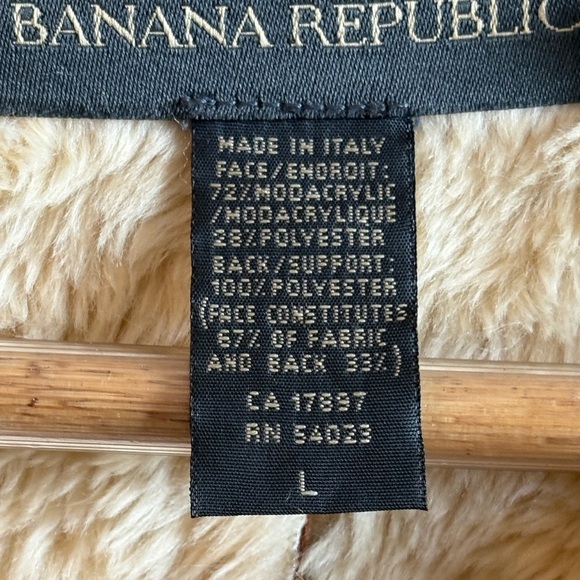 BANANA REPUBLIC
MADE IN ITALY
FACE/ENDROIT:
72%MODACRYLIC
/MODACRYLIQUE
28%POLYESTER
BACK/SUPPORT:
100%POLYESTER
(FACE CONSTITUTES
67% OF FABRIC
AND BACK 33%)
CA 17897
RN 54023
L